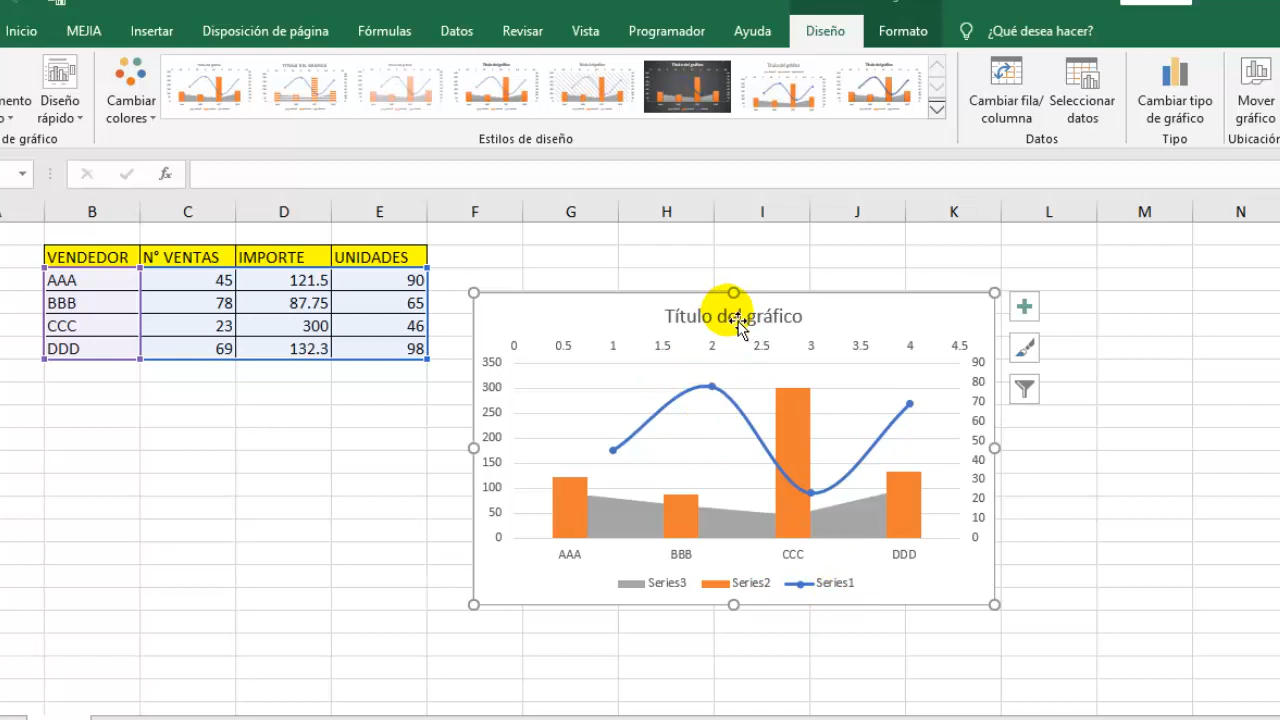 Inicio MEJIA Insertar Disposición de página Fórmulas Datos Revisar Vista Programador Ayuda Diseño Formato ¿Qué desea hacer?
Diseño rápido
Cambiar colores
Cambiar fila/ columna
Seleccionar datos
Cambiar tipo de gráfico
Mover gráfico
de gráfico Estilos de diseño Datos Tipo Ubicación
fx
B C D E F G H I J K L M N
VENDEDOR N° VENTAS IMPORTE UNIDADES
AAA 45 121.5 90
BBB 78 87.75 65
CCC 23 300 46
DDD 69 132.3 98
Título del gráfico
0 0.5 1 1.5 2 2.5 3 3.5 4 4.5
350 300 250 200 150 100 50 0
90 80 70 60 50 40 30 20 10 0
AAA BBB CCC DDD
Series3 Series2 Series1